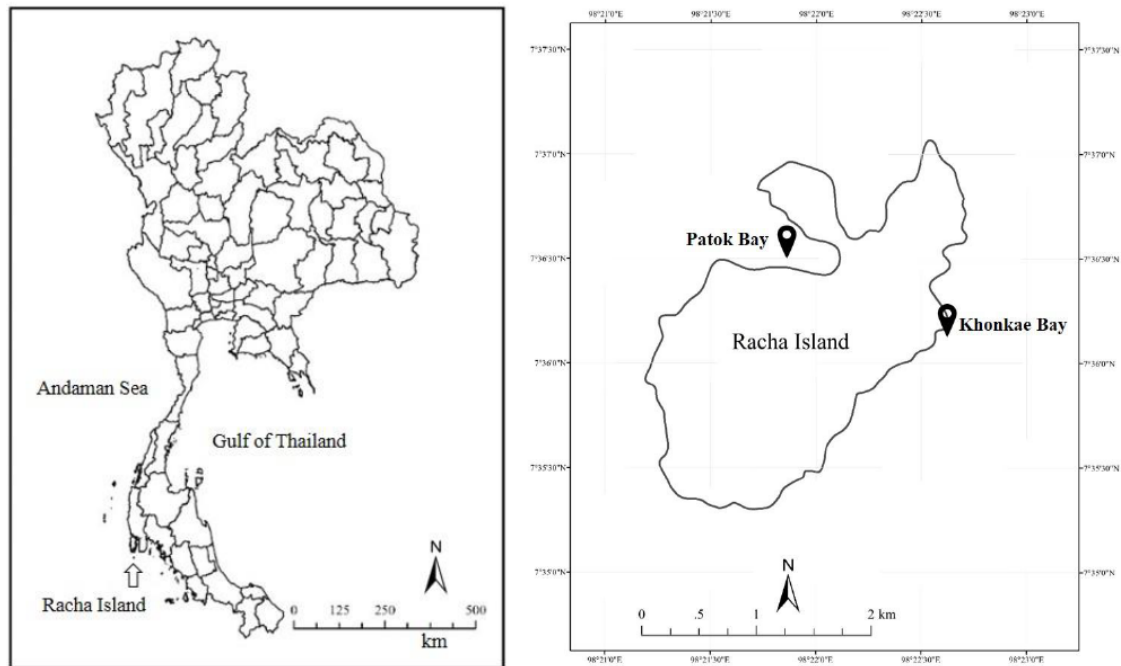 Andaman Sea
Gulf of Thailand
N
Racha Island
0 125 250 500
km
98°21'0"E 98°21'30"E 98°22'0"E 98°22'30"E 98°23'0"E
7°37'30"N 7°37'30"N
7°37'0"N 7°37'0"N
Patok Bay
7°36'30"N 7°36'30"N
Khonkae Bay
Racha Island
7°36'0"N 7°36'0"N
7°35'30"N 7°35'30"N
N
7°35'0"N 7°35'0"N
0 .5 1 2 km
98°21'0"E 98°21'30"E 98°22'0"E 98°22'30"E 98°23'0"E